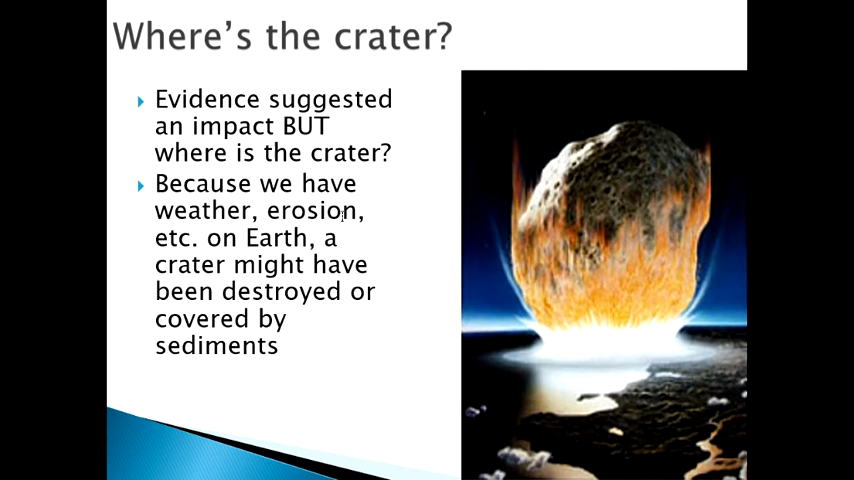 Where's the crater?
Evidence suggested
an impact BUT
where is the crater?
Because we have
weather, erosion,
etc. on Earth, a
crater might have
been destroyed or
covered by
sediments